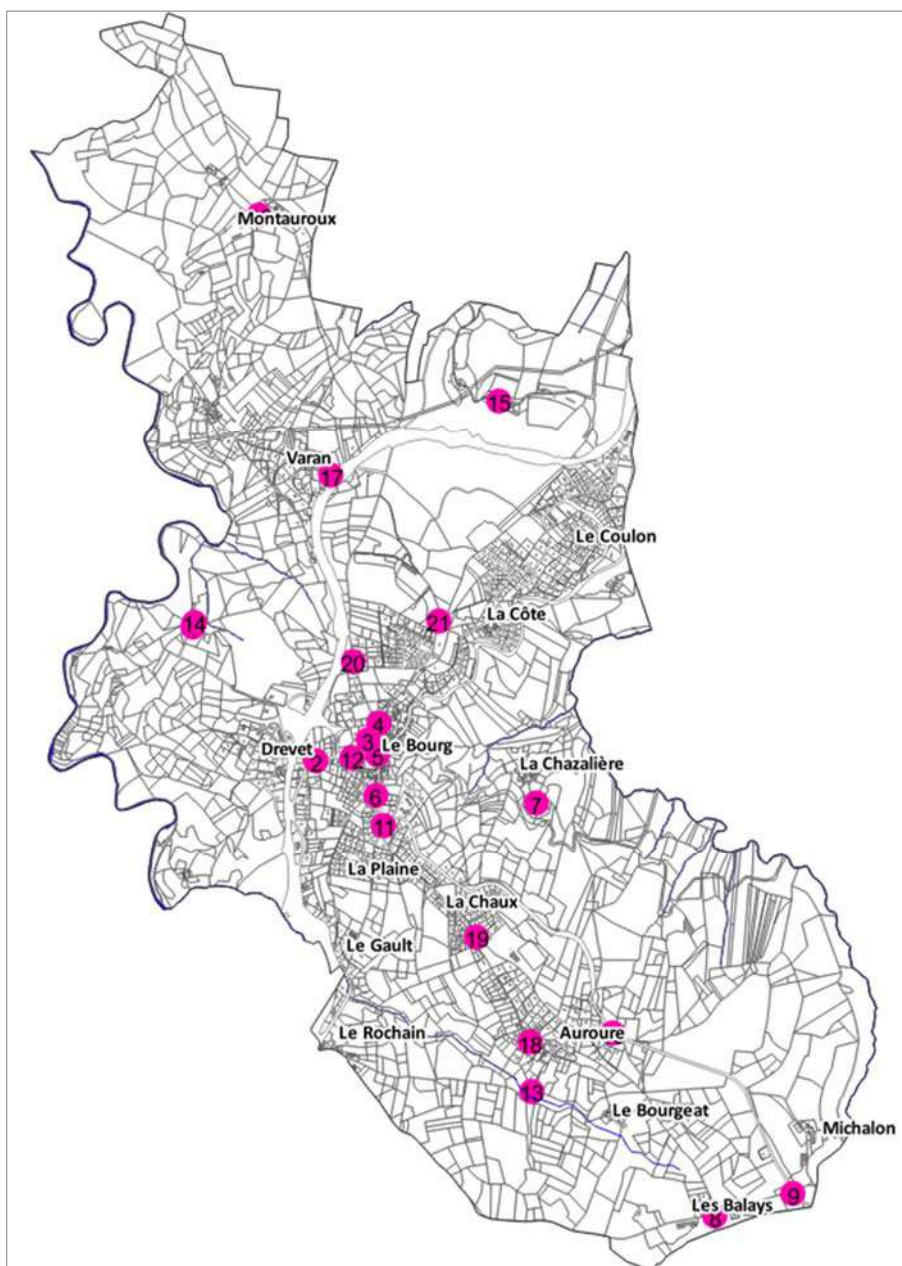 Montauroux
15
Varan
17
Le Coulon
La Côte
21
14
20
4
3
Le Bourg
Drevet
2
12
5
La Chazalière
6
7
11
La Plaine
La Chaux
19
Le Gault
Le Rochain
18
Auroure
13
Le Bourgeat
Michalon
9
Les Balays
8